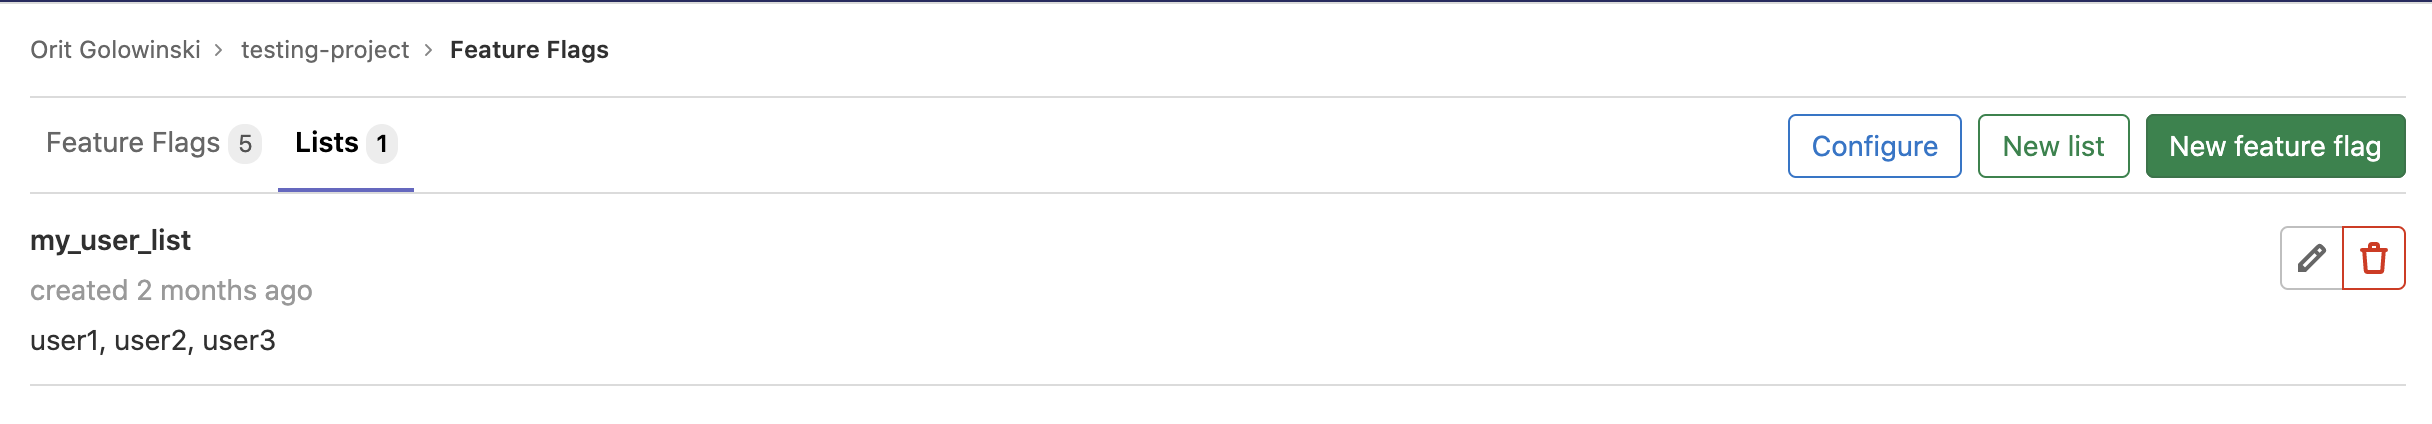 Orit Golowinski > testing-project > Feature Flags
Feature Flags 5 Lists 1 Configure New list New feature flag
my_user_list
created 2 months ago
user1, user2, user3